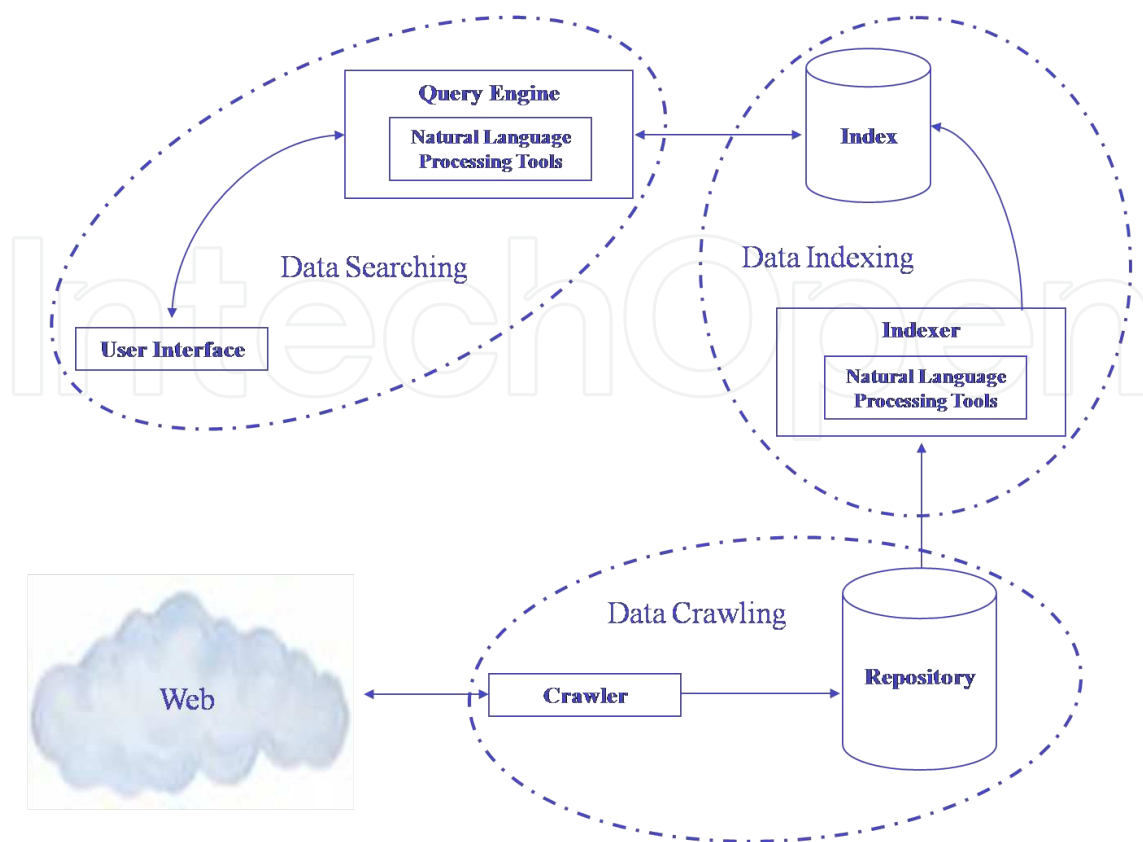 Query Engine
Natural Language
Processing Tools
Index
Data Searching
Data Indexing
User Interface
Indexer
Natural Language
Processing Tools
Data Crawling
Web
Crawler
Repository
IntechOpen